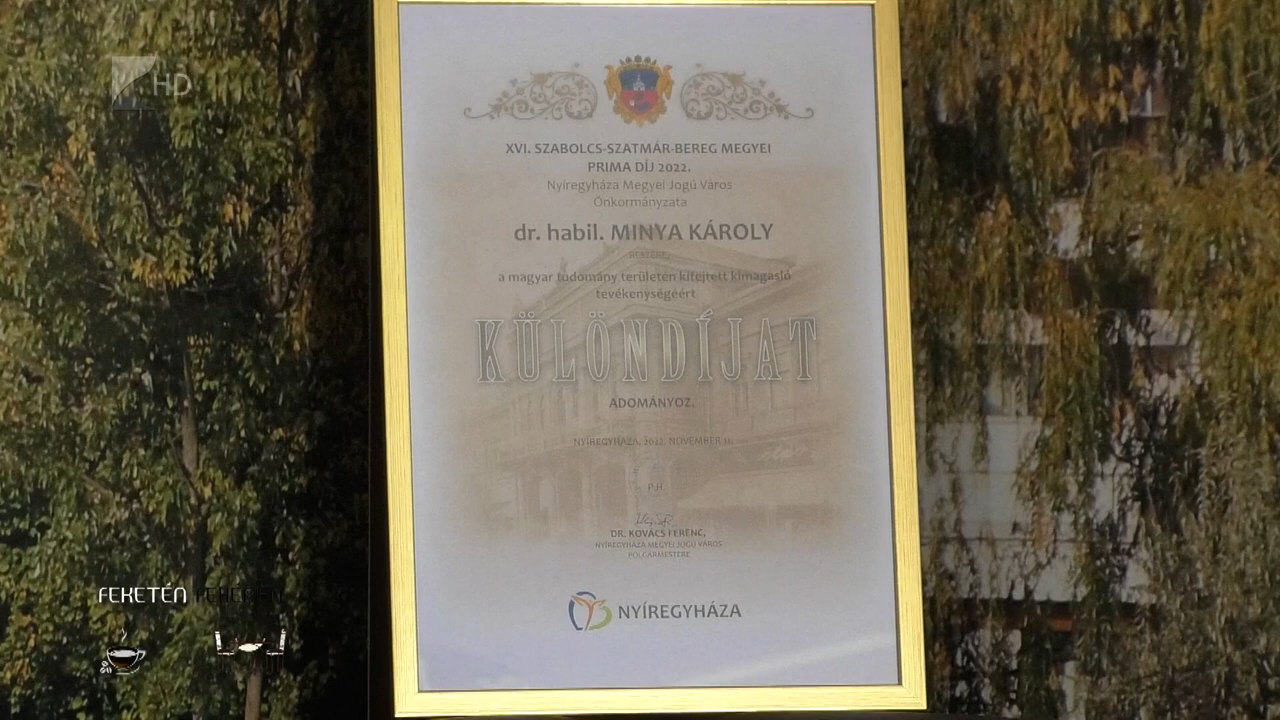 HD
XVI. SZABOLCS-SZATMÁR-BEREG MEGYEI
PRIMA DÍJ 2022.
Nyíregyháza Megyei Jogú Város
Önkormányzata
dr. habil. MINYA KÁROLY
RÉSZÉRE
a magyar tudomány területén kifejtett kimagasló
tevékenységéért
KÜLÖNDÍJAT
ADOMÁNYOZ.
NYÍREGYHÁZA, 2022. NOVEMBER
P.H.
DR. KOVÁCS FERENC,
NYÍREGYHÁZA MEGYEI JOGÚ VÁROS
POLGÁRMESTERE
NYÍREGYHÁZA
FEKETÉN FEHÉREN